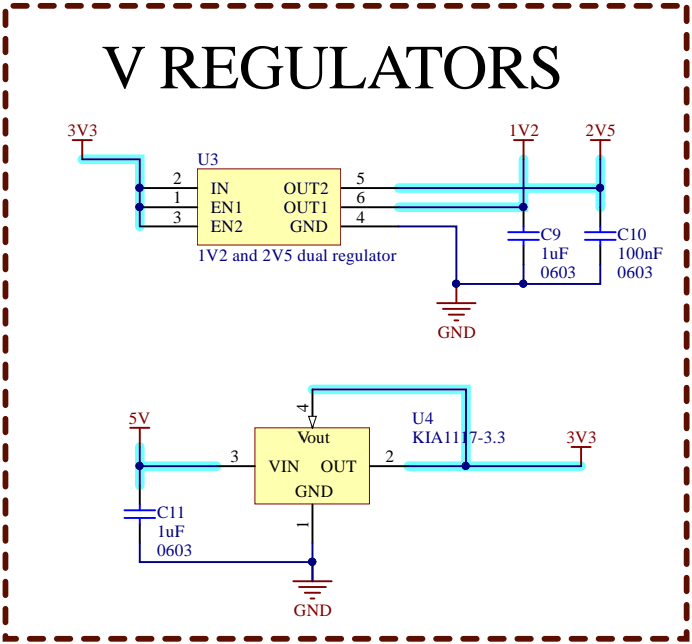 V REGULATORS
3V3
1V2
2V5
U3
2
IN
OUT2
5
1
EN1
OUT1
6
3
EN2
GND
4
1V2 and 2V5 dual regulator
C9
1uF
0603
C10
100nF
0603
GND
4
U4
KIA1117-3.3
5V
3V3
Vout
3
VIN
OUT
2
GND
1
C11
1uF
0603
GND